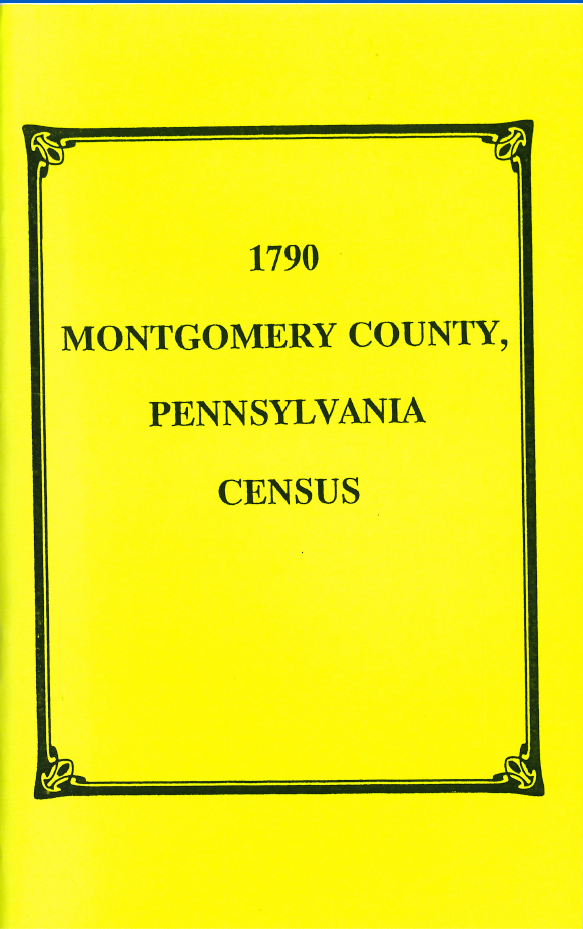 1790
MONTGOMERY COUNTY,
PENNSYLVANIA
CENSUS